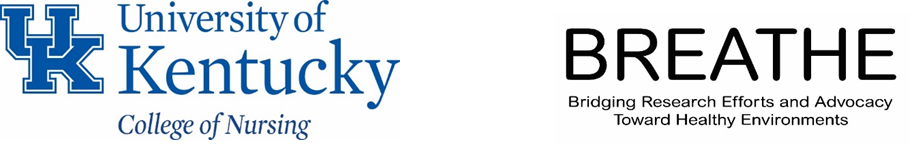 UK
University of
Kentucky
College of Nursing
BREATHE
Bridging Research Efforts and Advocacy
Toward Healthy Environments